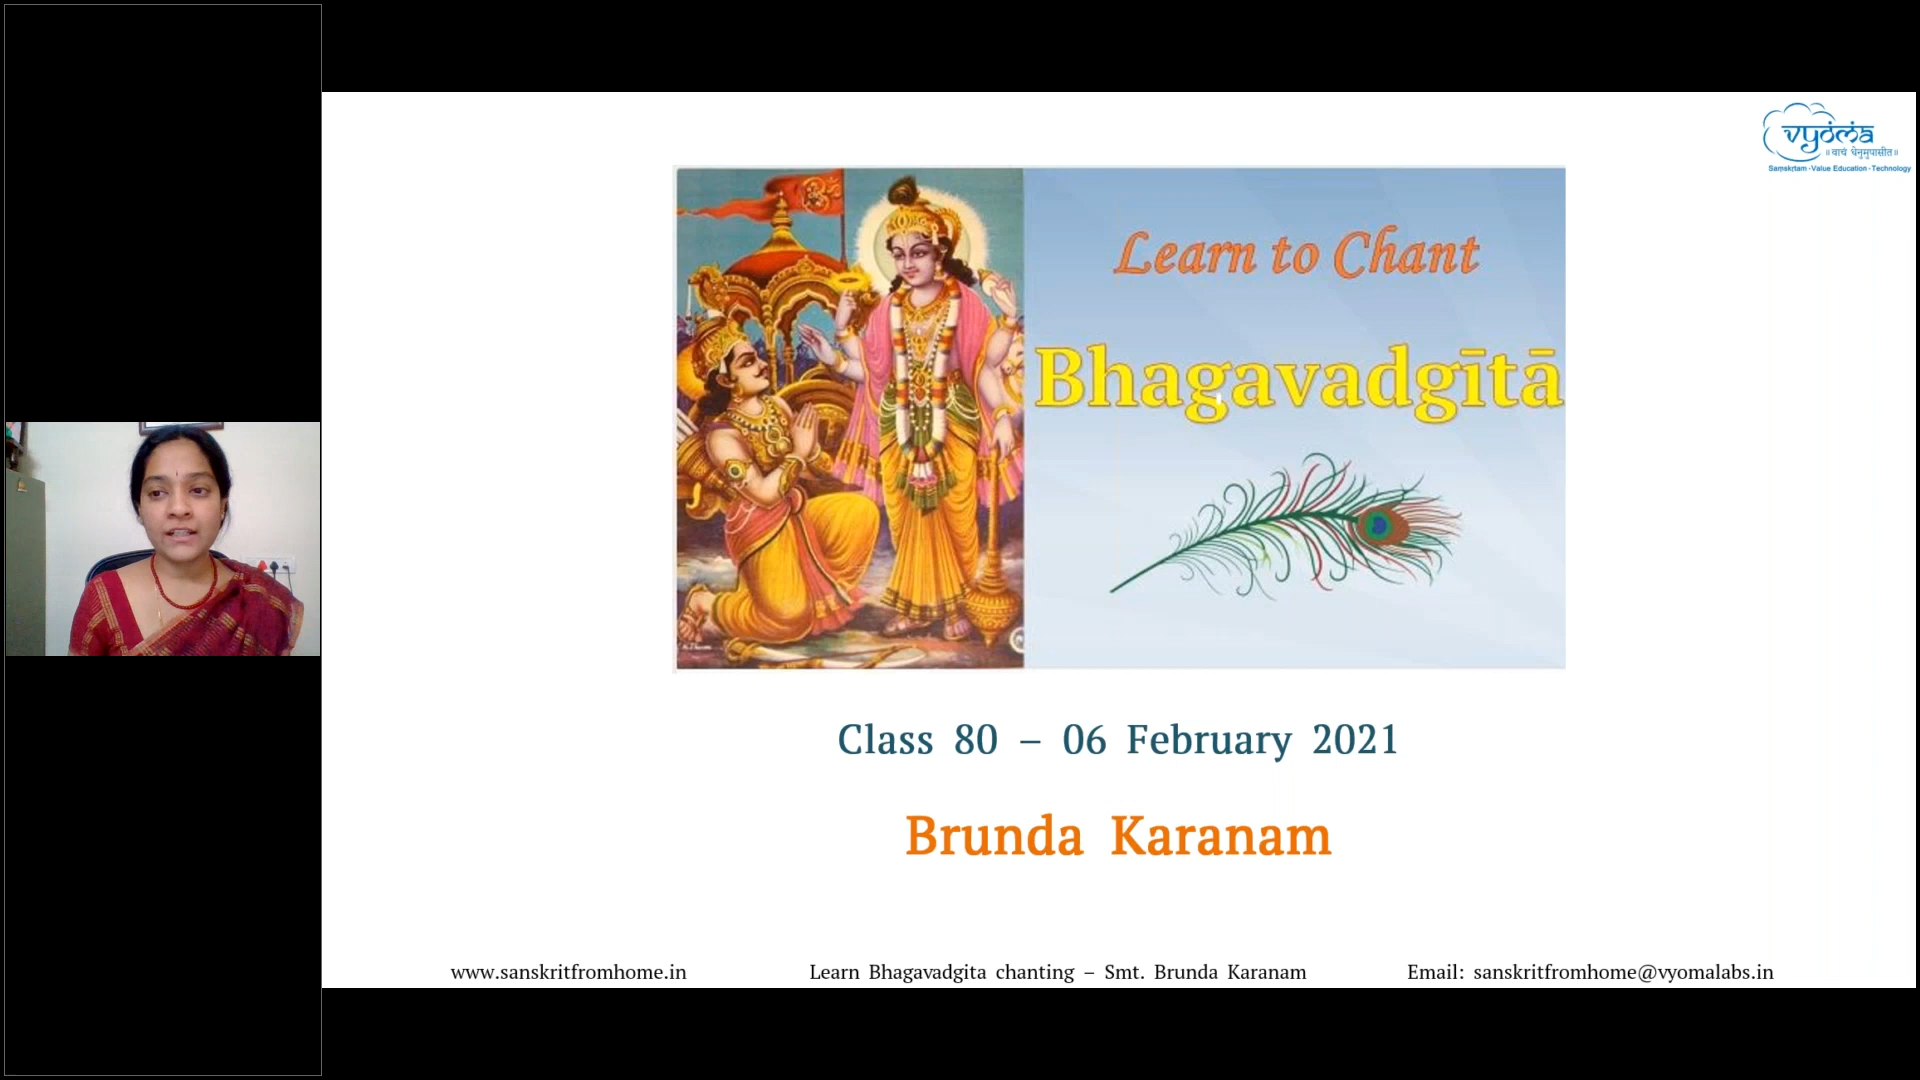 vyoma
॥ वाचं धेनुमुपासीत॥
Saṃskṛtam - Value Education - Technology
Learn to Chant
Bhagavadgītā
Class 80 – 06 February 2021
Brunda Karanam
www.sanskritfromhome.in
Learn Bhagavadgita chanting – Smt. Brunda Karanam
Email: sanskritfromhome@vyomalabs.in